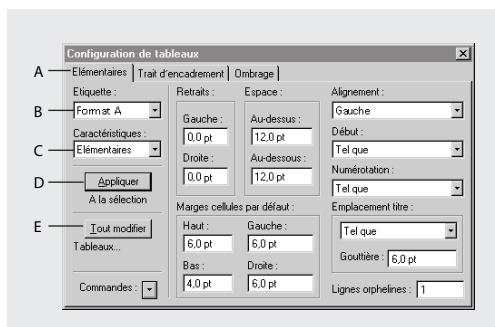 Configuration de tableaux
A
Elémentaires
Trait d'encadrement
Ombrage
Etiquette :
Retraits :
Espace :
Alignement :
B
Format A
Gauche :
Au-dessus :
Gauche
Caractéristiques :
0,0 pt
12,0 pt
Début :
C
Elémentaires
Droite :
Au-dessous :
Tel que
D
Appliquer
0,0 pt
12,0 pt
Numérotation :
A la sélection
Tel que
Marges cellules par défaut :
Emplacement titre :
E
Tout modifier
Haut :
Gauche :
Tel que
Tableaux...
6,0 pt
6,0 pt
Bas :
Droite :
Gouttière :
6,0 pt
Commandes :
4,0 pt
6,0 pt
Lignes orphelines :
1